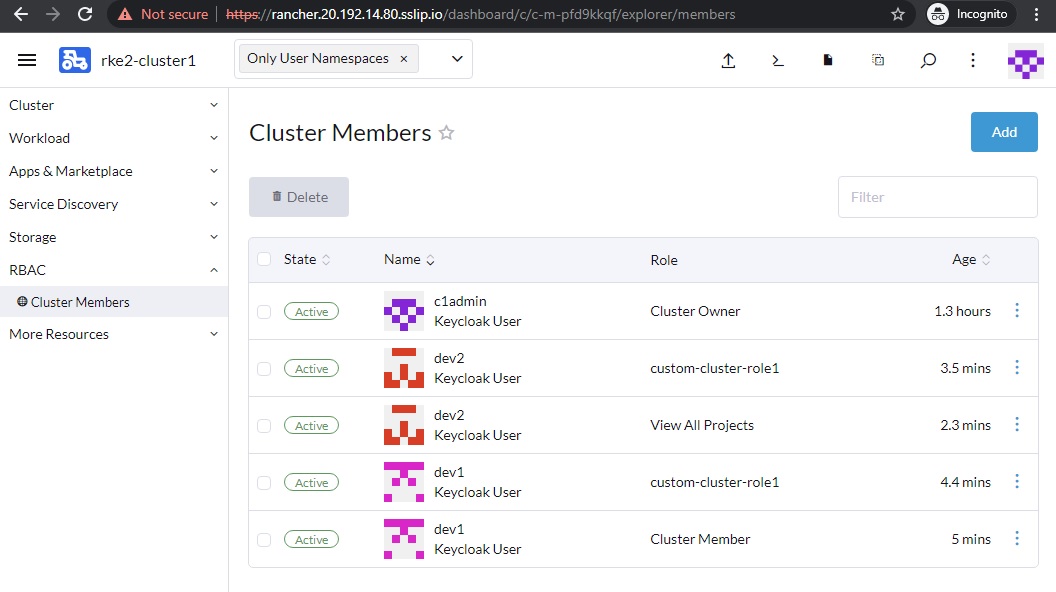 Not secure https://rancher.20.192.14.80.sslip.io/dashboard/c/c-m-pfd9kkqf/explorer/members Incognito
rke2-cluster1 Only User Namespaces ×
Cluster
Workload
Apps & Marketplace
Service Discovery
Storage
RBAC
Cluster Members
More Resources
Cluster Members Add
Delete Filter
State Name Role Age
Active c1admin
Keycloak User Cluster Owner 1.3 hours
Active dev2
Keycloak User custom-cluster-role1 3.5 mins
Active dev2
Keycloak User View All Projects 2.3 mins
Active dev1
Keycloak User custom-cluster-role1 4.4 mins
Active dev1
Keycloak User Cluster Member 5 mins